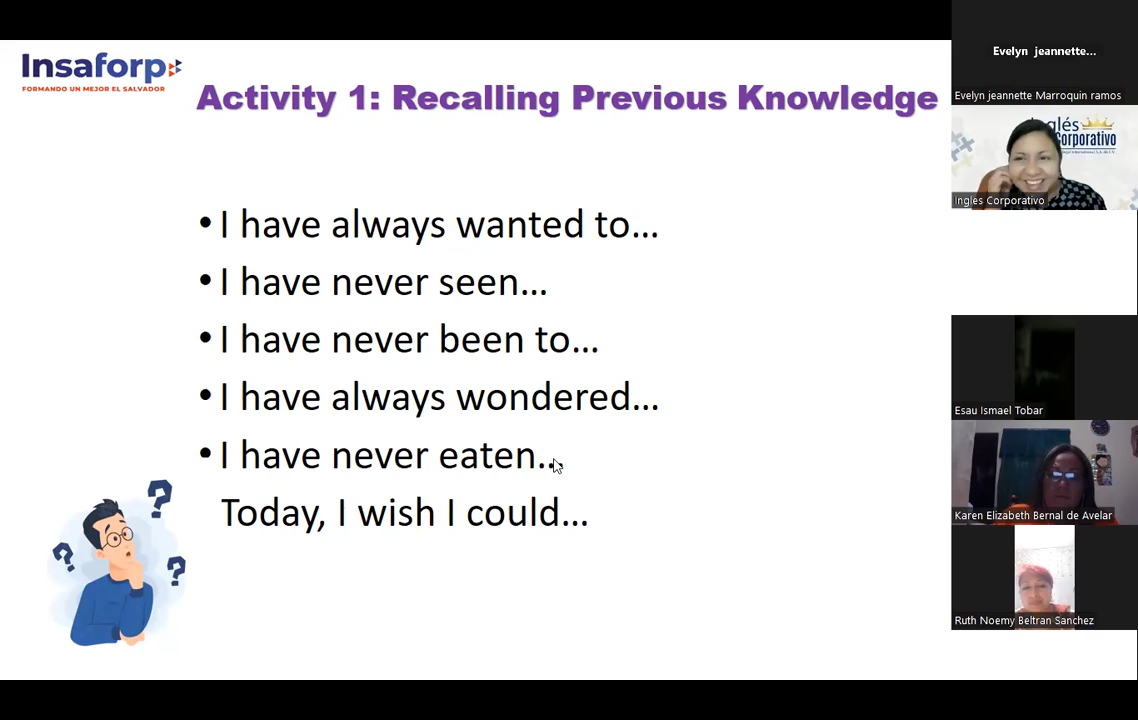 Insaforp
FORMANDO UN MEJOR EL SALVADOR
Activity 1: Recalling Previous Knowledge
• I have always wanted to...
• I have never seen...
• I have never been to...
• I have always wondered...
• I have never eaten...
Today, I wish I could...
Evelyn jeannette...
Evelyn jeannette Marroquin ramos
Inglés
Corporativo
Ingles Corporativo
Esau Ismael Tobar
Karen Elizabeth Bernal de Avelar
Ruth Noemy Beltran Sanchez